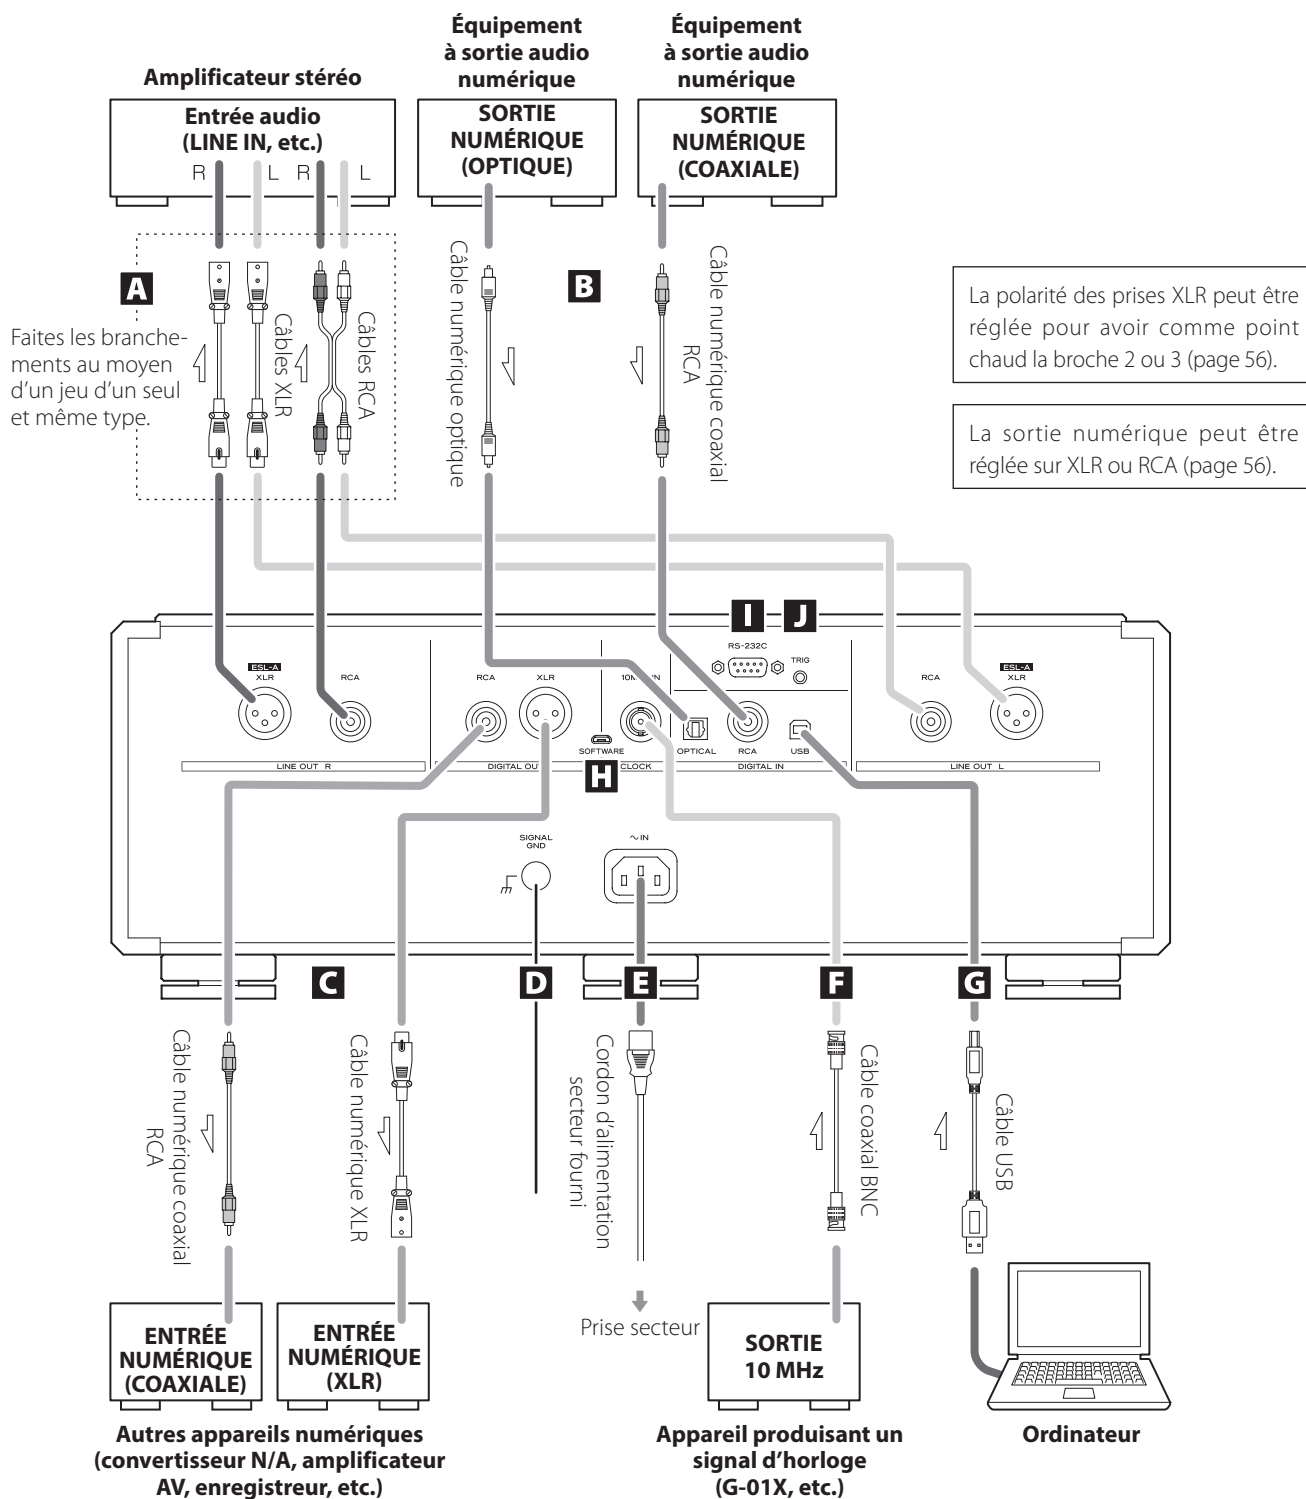 Équipement
à sortie audio
numérique
Équipement
à sortie audio
numérique
Amplificateur stéréo
Entrée audio
(LINE IN, etc.)
R L R L
SORTIE
NUMÉRIQUE
(OPTIQUE)
SORTIE
NUMÉRIQUE
(COAXIALE)
A
Faites les branche-
ments au moyen
d'un jeu d'un seul
et même type.
Câbles XLR
Câbles RCA
Câble numérique optique
B
Câble numérique coaxial
RCA
La polarité des prises XLR peut être
réglée pour avoir comme point
chaud la broche 2 ou 3 (page 56).
La sortie numérique peut être
réglée sur XLR ou RCA (page 56).
I J
RS-232C
TRIG
ESL-A
XLR
RCA
RCA
XLR
RCA
ESL-A
XLR
SOFTWARE
OPTICAL
RCA
USB
LINE OUT R
CLOCK
DIGITAL IN
LINE OUT L
H
SIGNAL
GND
~ IN
C
D
E
F
G
Câble numérique coaxial
RCA
Câble numérique XLR
Cordon d'alimentation
secteur fourni
Câble coaxial BNC
Câble USB
Prise secteur
ENTRÉE
NUMÉRIQUE
(COAXIALE)
ENTRÉE
NUMÉRIQUE
(XLR)
SORTIE
10 MHz
Autres appareils numériques
(convertisseur N/A, amplificateur
AV, enregistreur, etc.)
Appareil produisant un
signal d'horloge
(G-01X, etc.)
Ordinateur